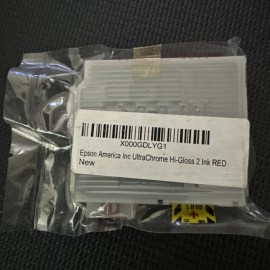 X000GDLYG1
Epson America Inc UltraChrome Hi-Gloss 2 Ink RED
New